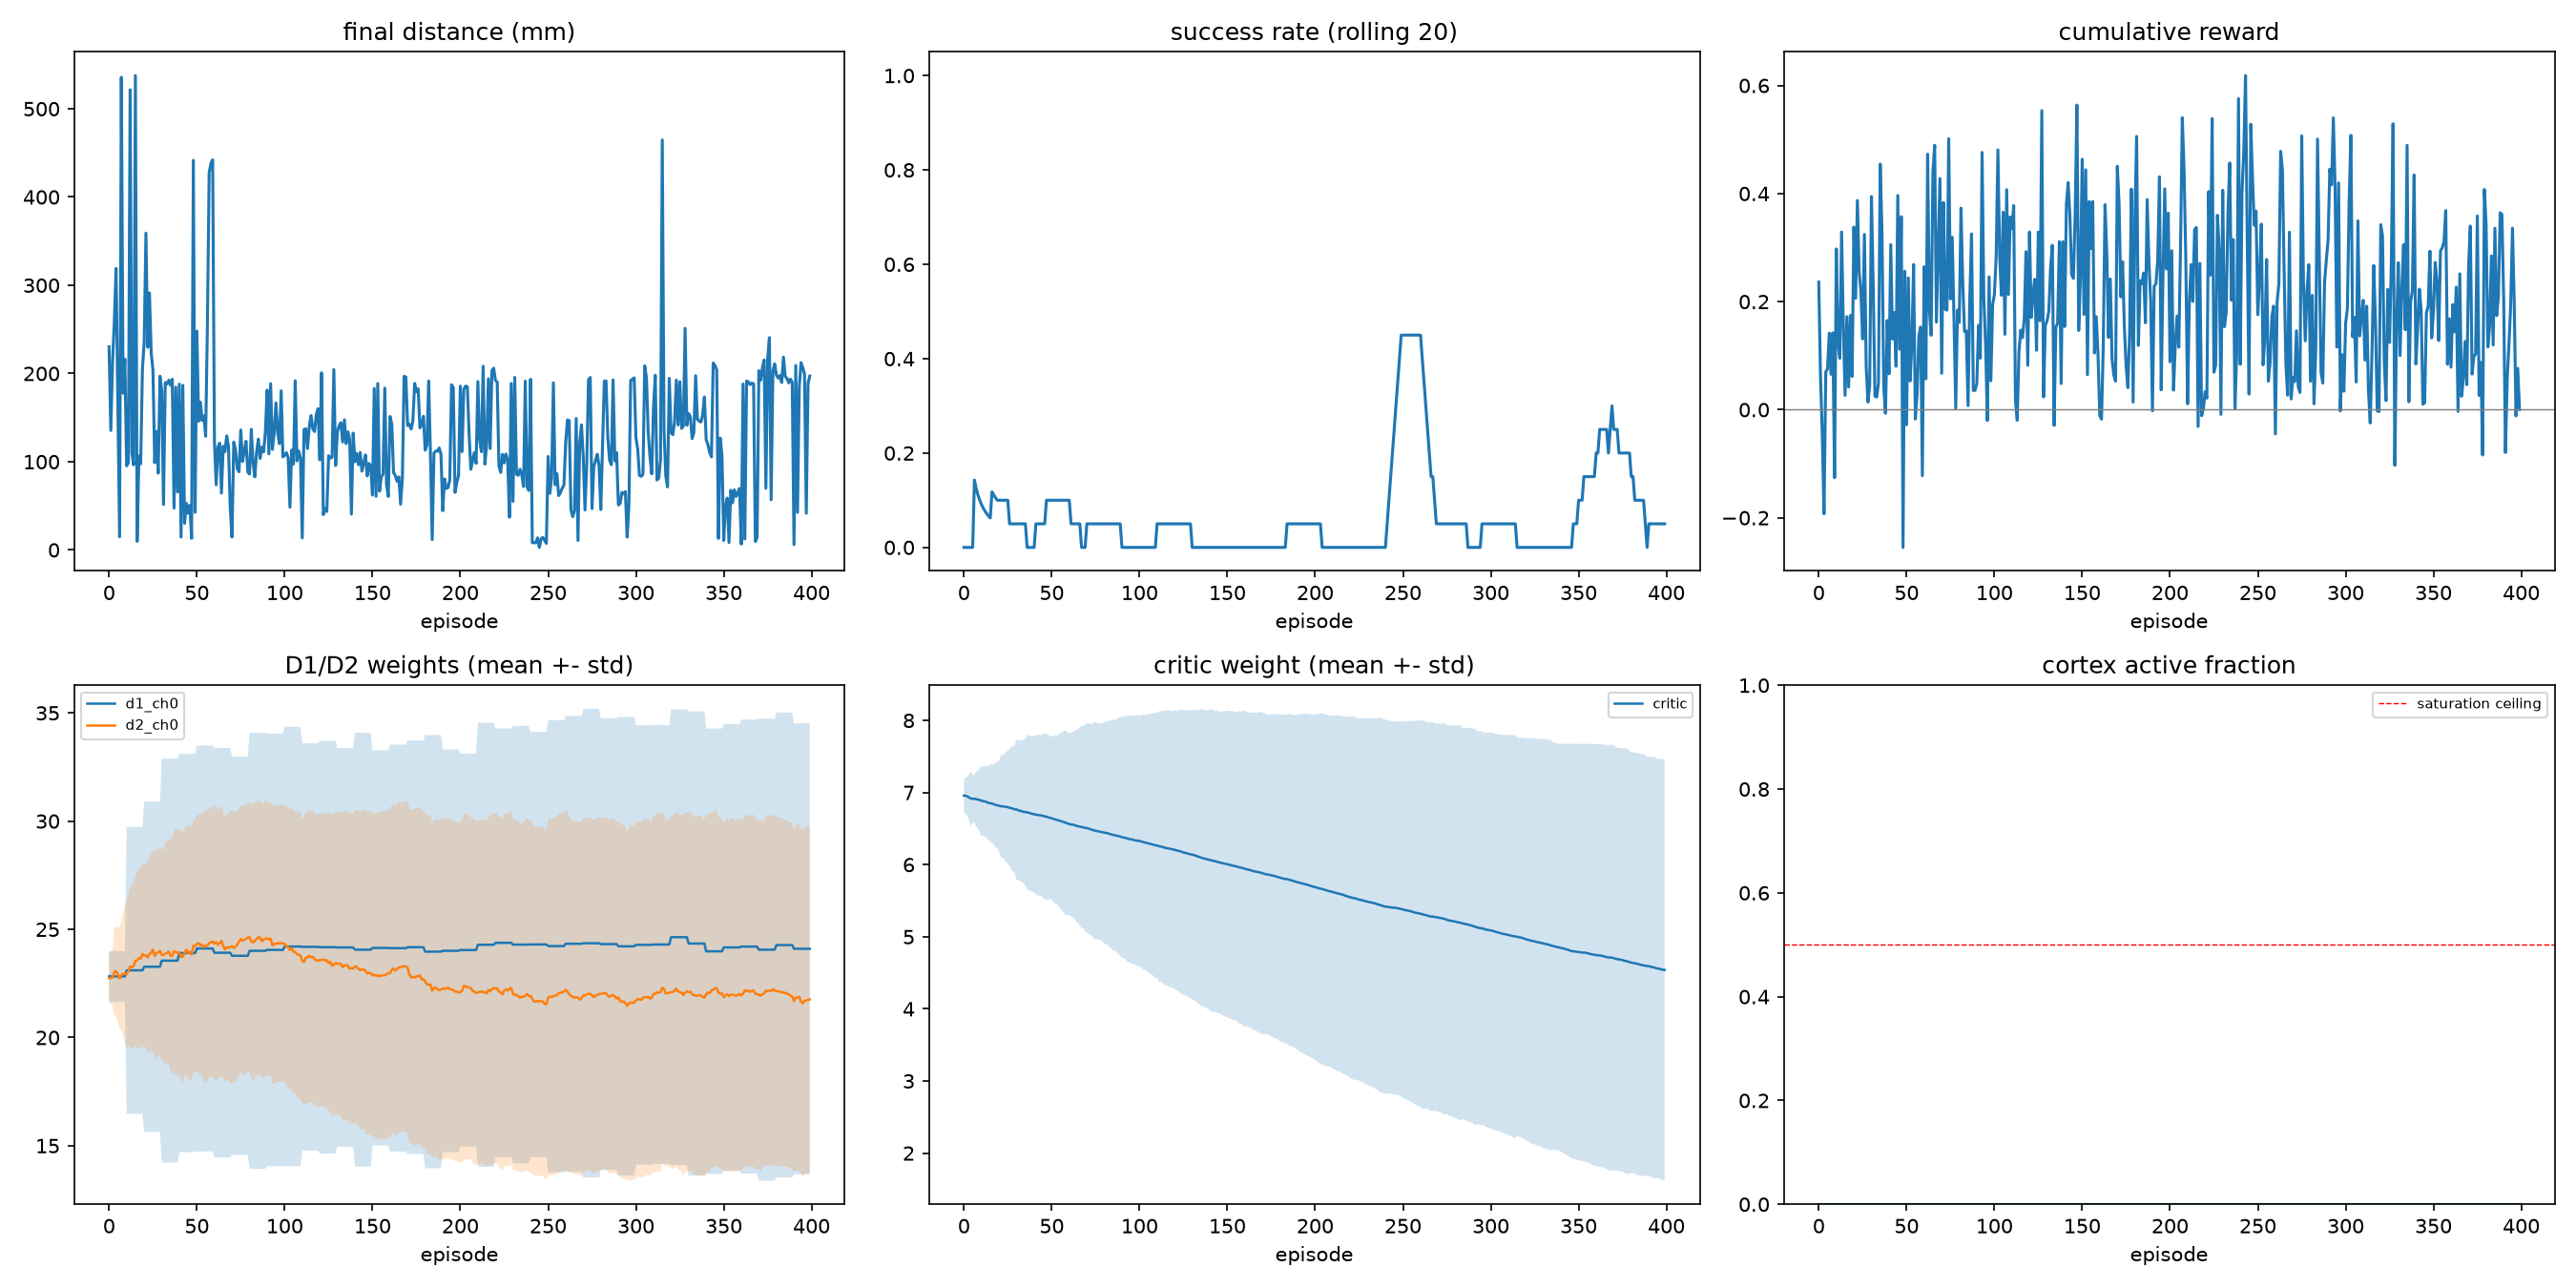 final distance (mm)
500
400
300
200
100
0
0 50 100 150 200 250 300 350 400
episode
success rate (rolling 20)
1.0
0.8
0.6
0.4
0.2
0.0
0 50 100 150 200 250 300 350 400
episode
cumulative reward
0.6
0.4
0.2
0.0
−0.2
0 50 100 150 200 250 300 350 400
episode
D1/D2 weights (mean +- std)
d1_ch0
d2_ch0
35
30
25
20
15
0 50 100 150 200 250 300 350 400
episode
critic weight (mean +- std)
critic
8
7
6
5
4
3
2
0 50 100 150 200 250 300 350 400
episode
cortex active fraction
saturation ceiling
1.0
0.8
0.6
0.4
0.2
0.0
0 50 100 150 200 250 300 350 400
episode